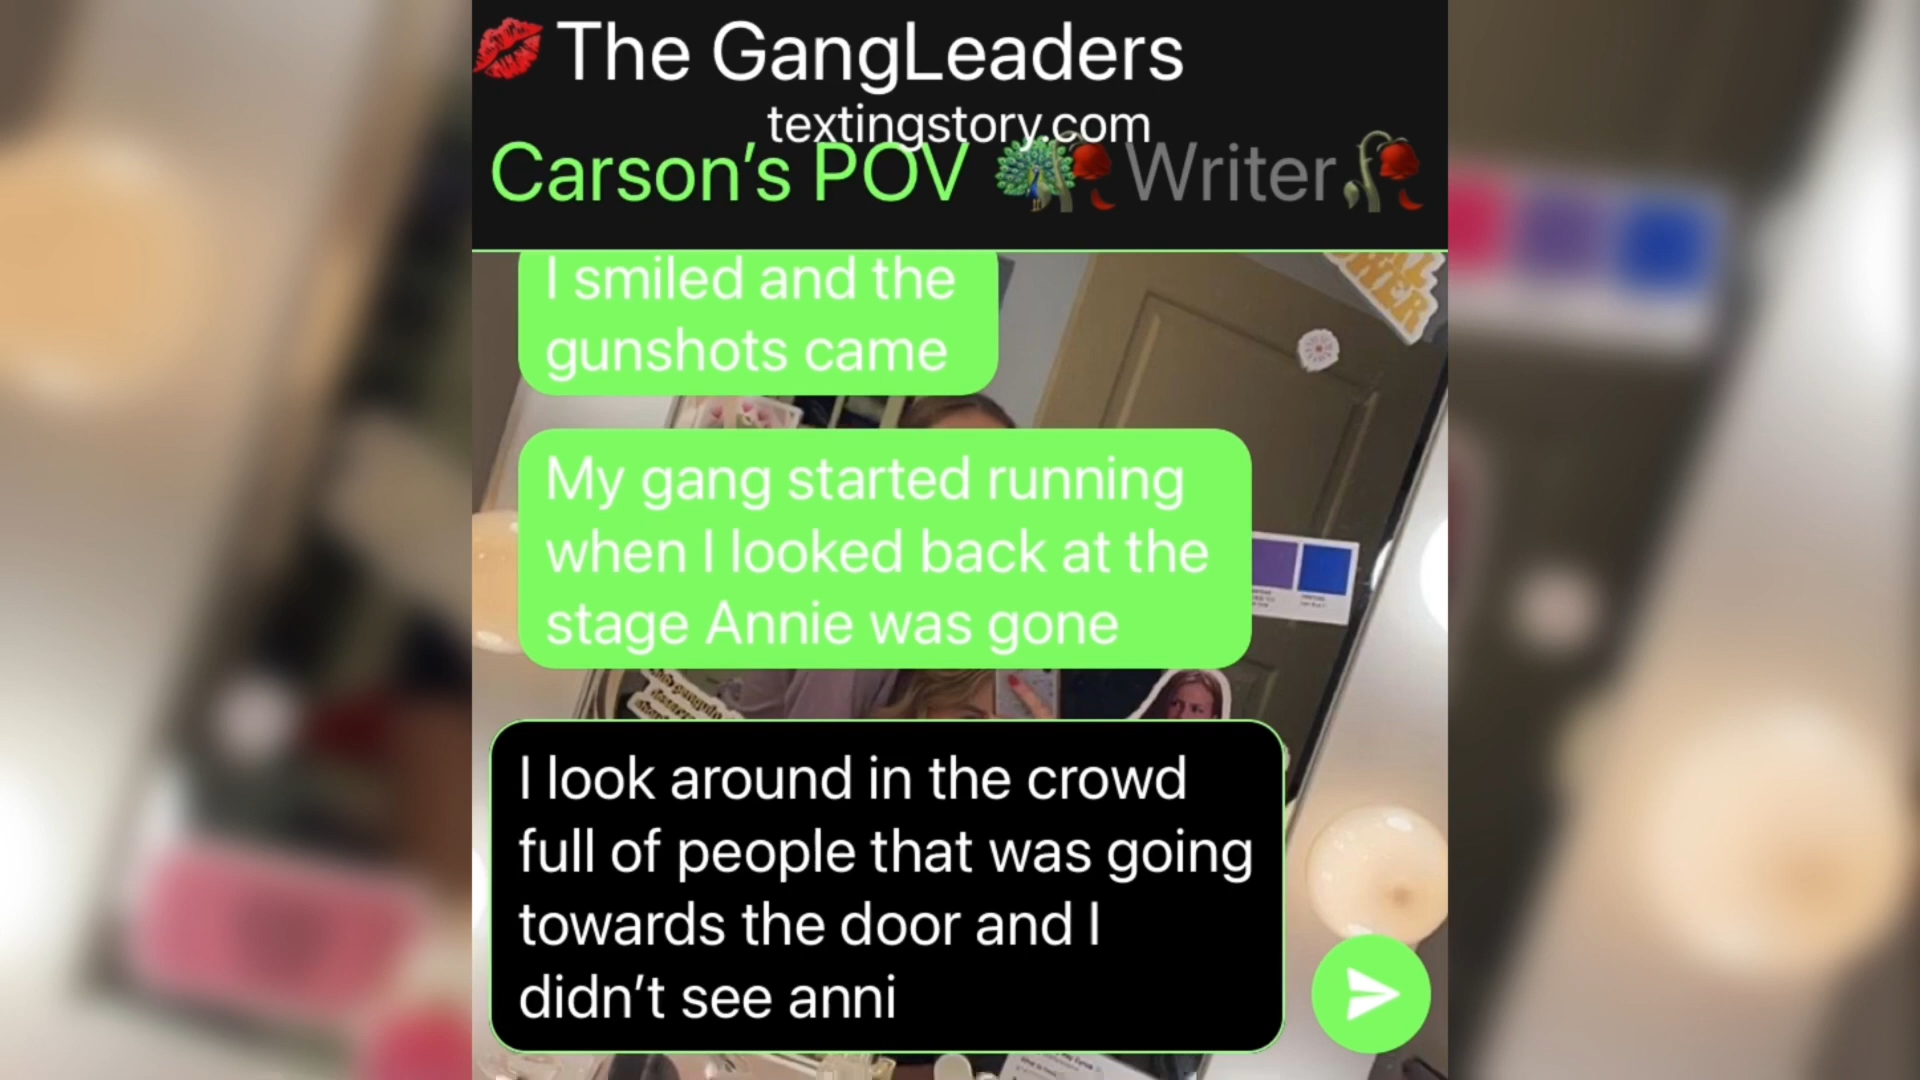 💋The GangLeaders
textingstory.com
Carson’s POV 🦚🥀Writer🥀
I smiled and the
gunshots came
My gang started running
when I looked back at the
stage Annie was gone
I look around in the crowd
full of people that was going
towards the door and I
didn’t see anni